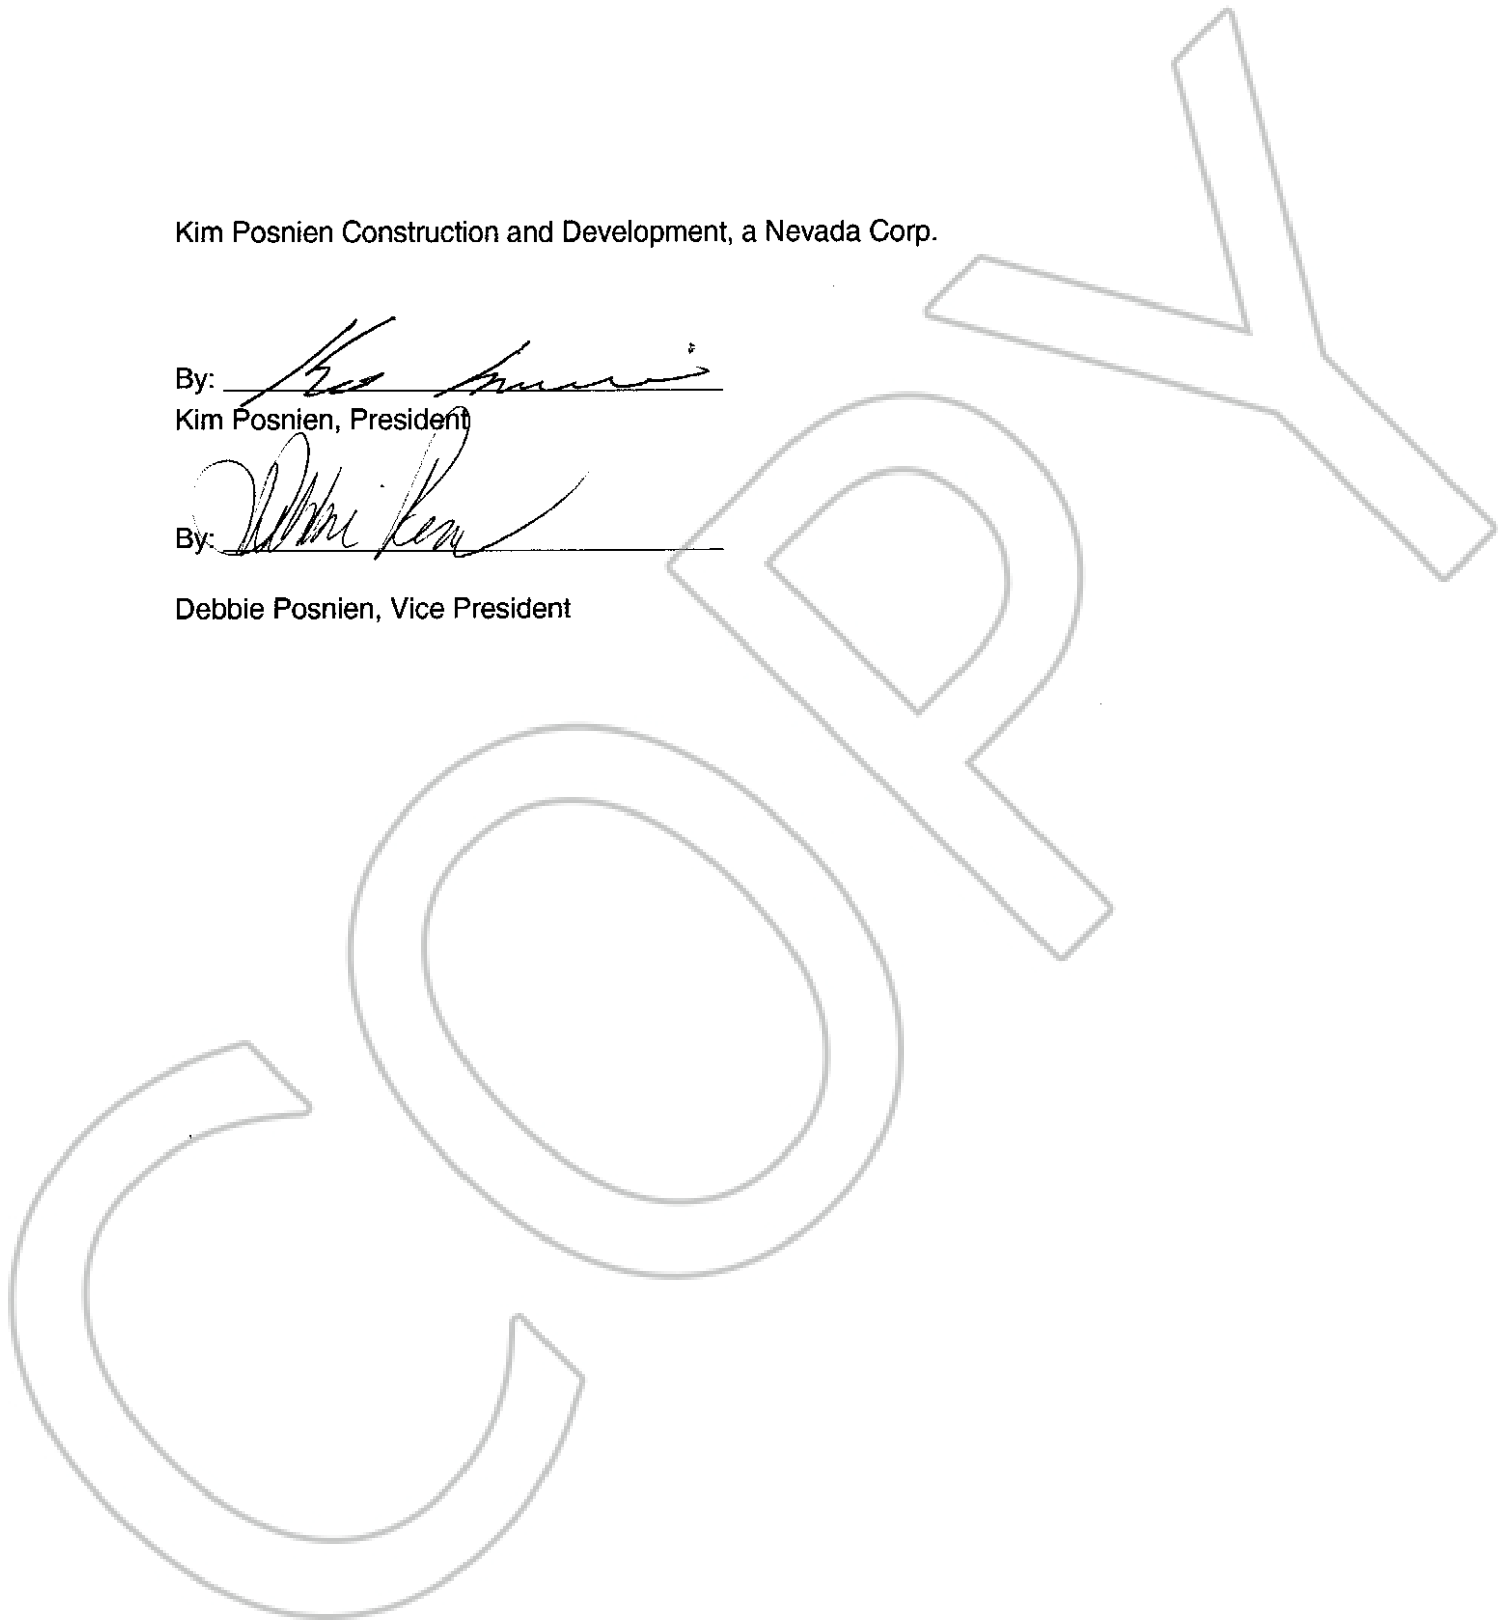 Kim Posnien Construction and Development, a Nevada Corp.
By:
Kim Posnien, President
By:
Debbie Posnien, Vice President
COPY